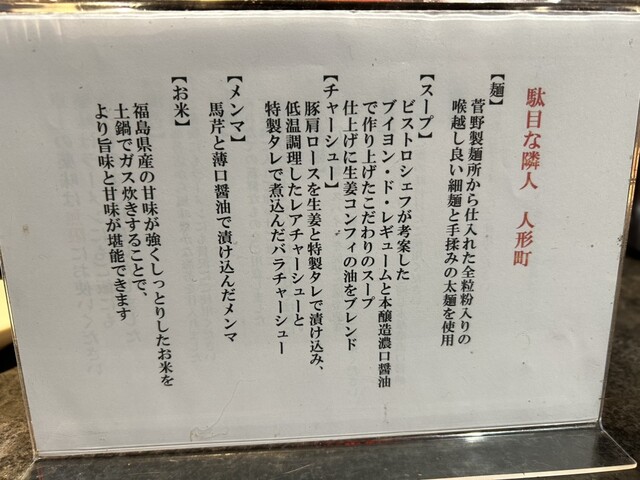 駄目な隣人　人形町
【麺】
菅野製麺所から仕入れた全粒粉入りの
喉越し良い細麺と手揉みの太麺を使用
【スープ】
ビストロシェフが考案した
ブイヨン・ド・レギュームと本醸造濃口醤油
で作り上げたこだわりのスープ
仕上げに生姜コンフィの油をブレンド
【チャーシュー】
豚肩ロースを生姜と特製タレで漬け込み、
低温調理したレアチャーシューと
特製タレで煮込んだバラチャーシュー
【メンマ】
馬芹と薄口醤油で漬け込んだメンマ
【お米】
福島県産の甘味が強くしっとりしたお米を
土鍋でガス炊きすることで、
より旨味と甘味が堪能できます